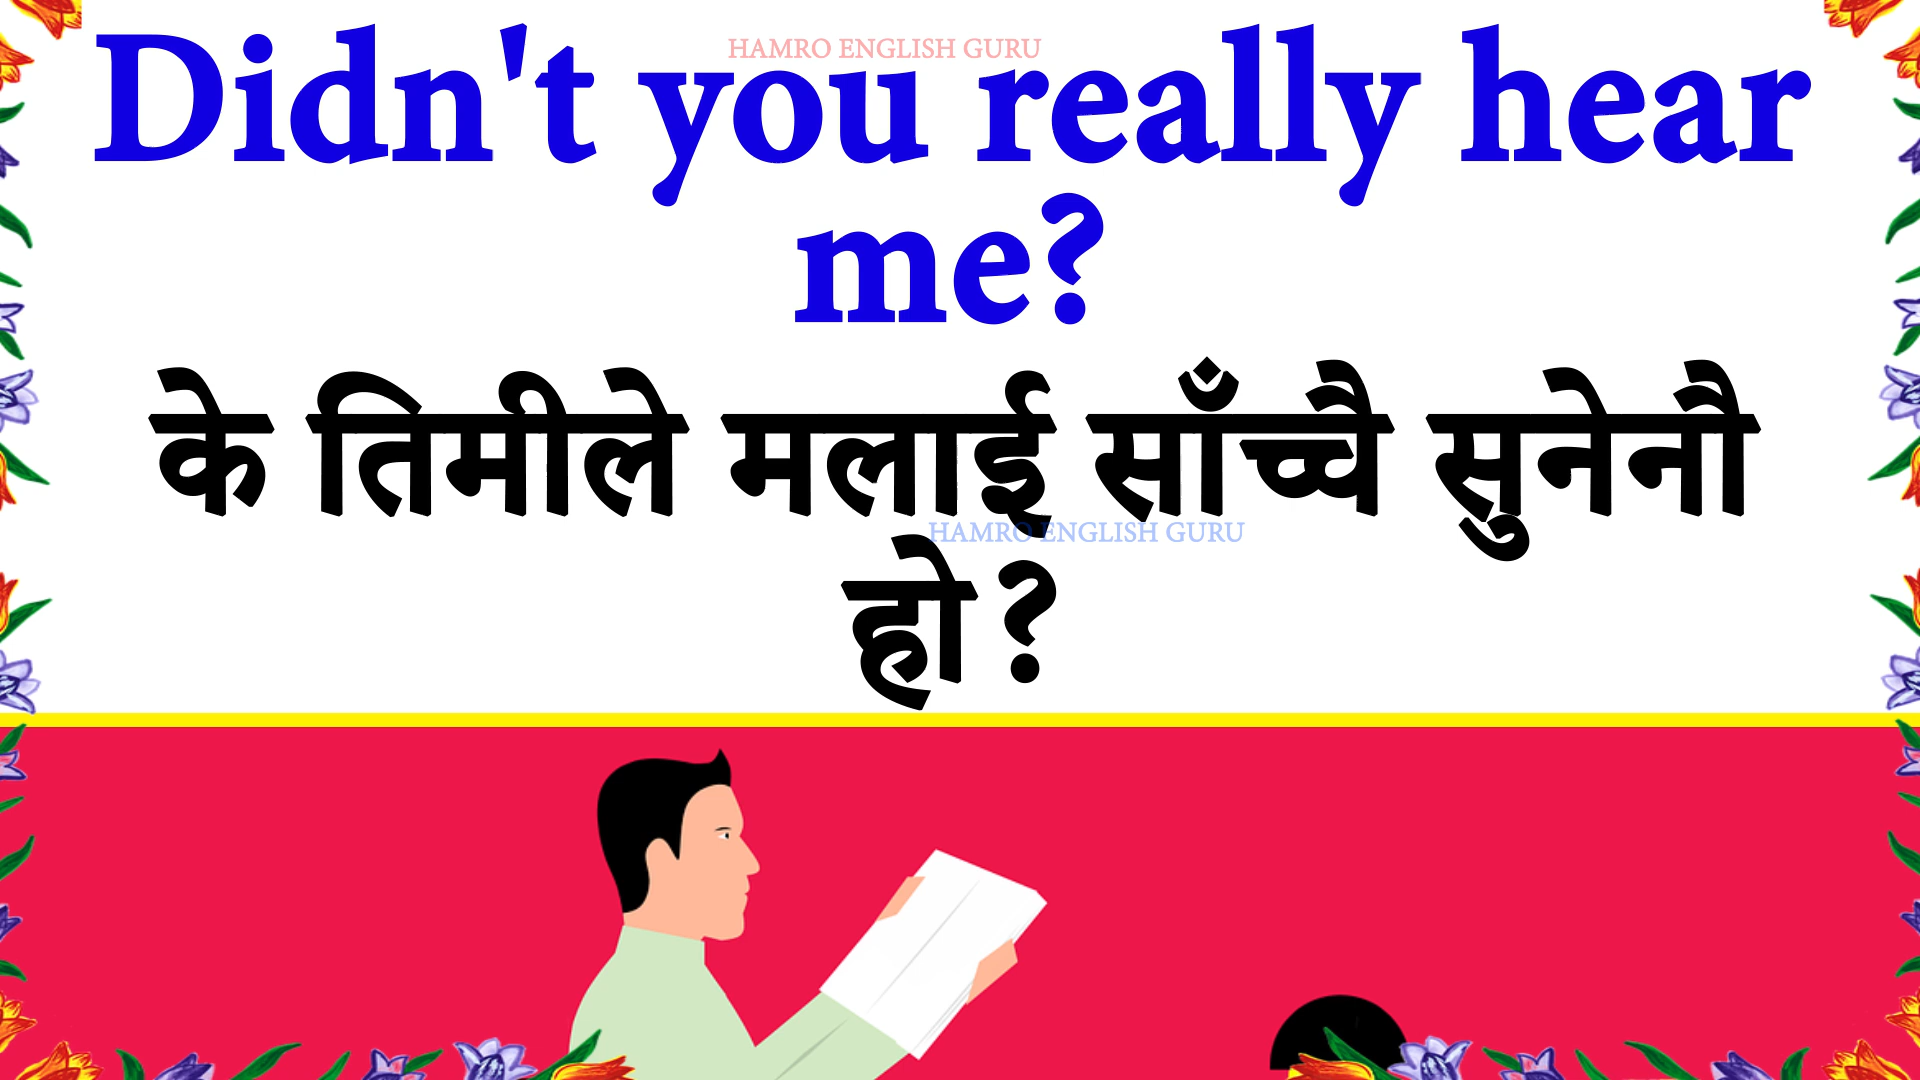 HAMRO ENGLISH GURU
Didn't you really hear
me?
के तिमीले मलाई साँच्चै सुनेनौ
HAMRO ENGLISH GURU
हो ?